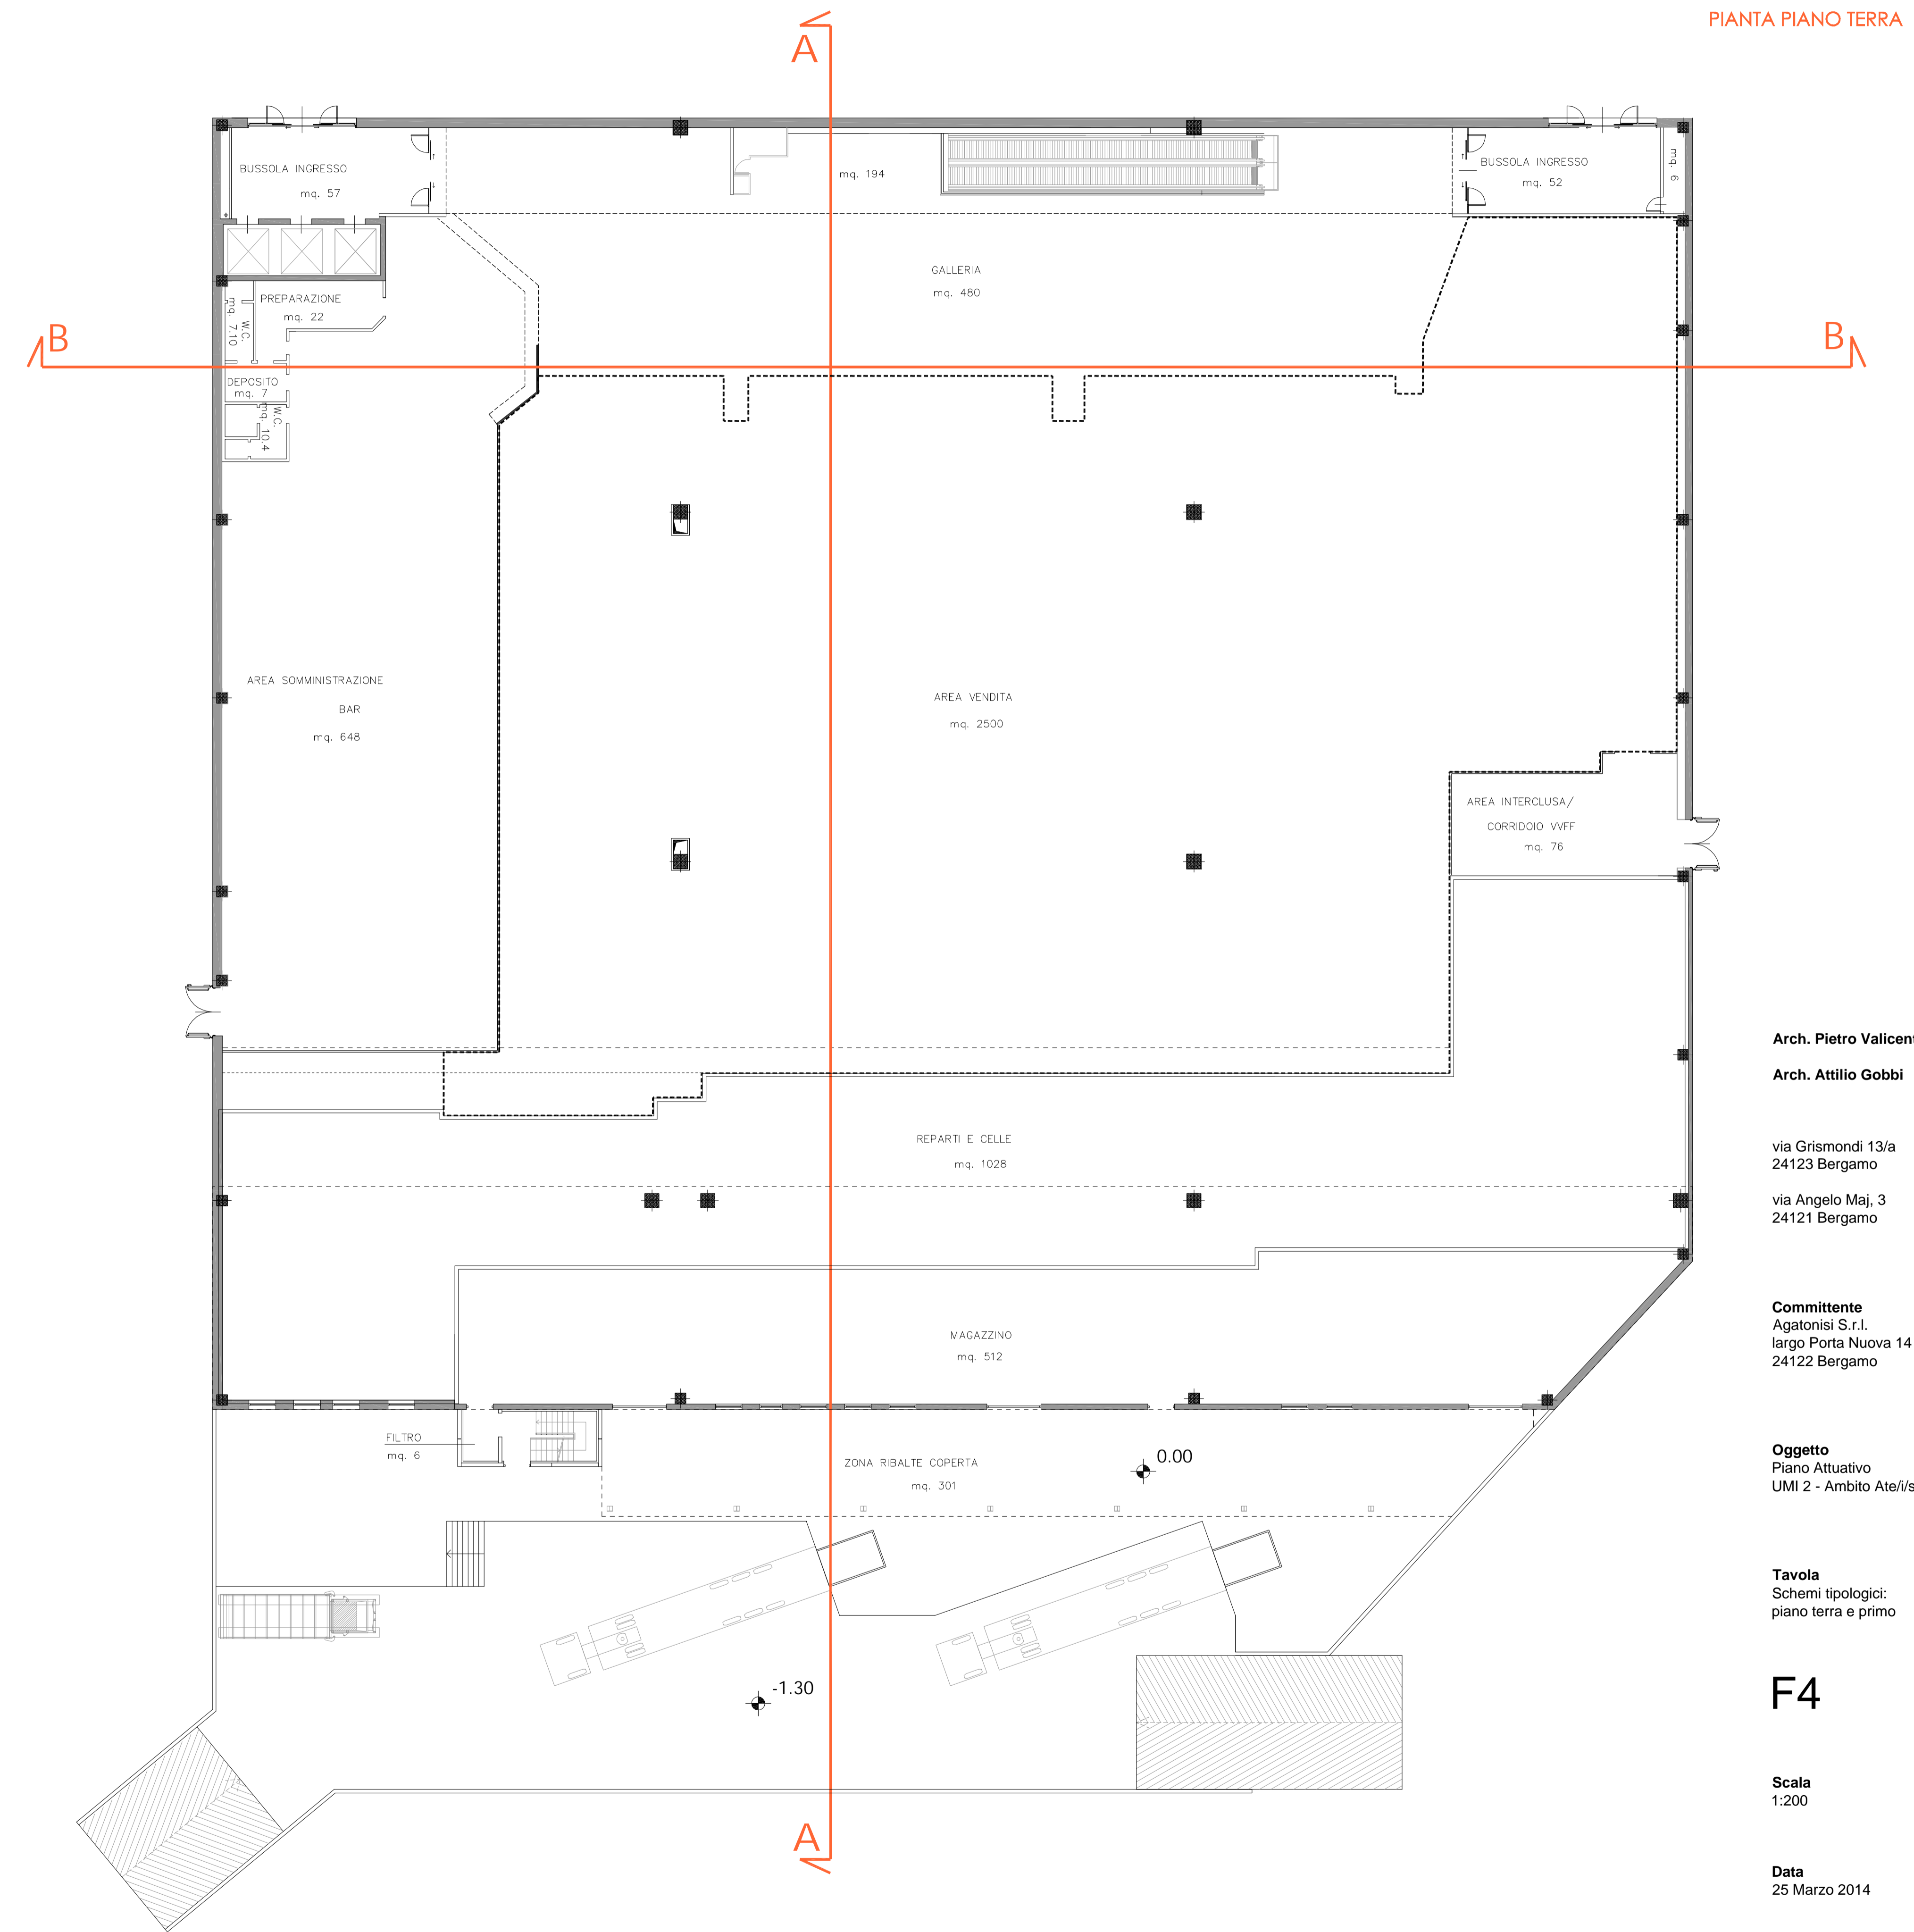 PIANTA PIANO TERRA
A
BUSSOLA INGRESSO
mq. 57
mq. 194
BUSSOLA INGRESSO
mq. 52
mq. 6
GALLERIA
mq. 480
PREPARAZIONE
mq. 22
W.C.
mq. 7.10
B
B
DEPOSITO
mq. 7
W.C.
mq. 10.4
AREA SOMMINISTRAZIONE
BAR
mq. 648
AREA VENDITA
mq. 2500
AREA INTERCLUSA/
CORRIDOIO VVFF
mq. 76
REPARTI E CELLE
mq. 1028
MAGAZZINO
mq. 512
FILTRO
mq. 6
ZONA RIBALTE COPERTA
mq. 301
0.00
-1.30
A
Arch. Pietro Valicent
Arch. Attilio Gobbi
via Grismondi 13/a
24123 Bergamo
via Angelo Maj, 3
24121 Bergamo
Committente
Agatonisi S.r.l.
largo Porta Nuova 14
24122 Bergamo
Oggetto
Piano Attuativo
UMI 2 - Ambito Ate/i/s
Tavola
Schemi tipologici:
piano terra e primo
F4
Scala
1:200
Data
25 Marzo 2014